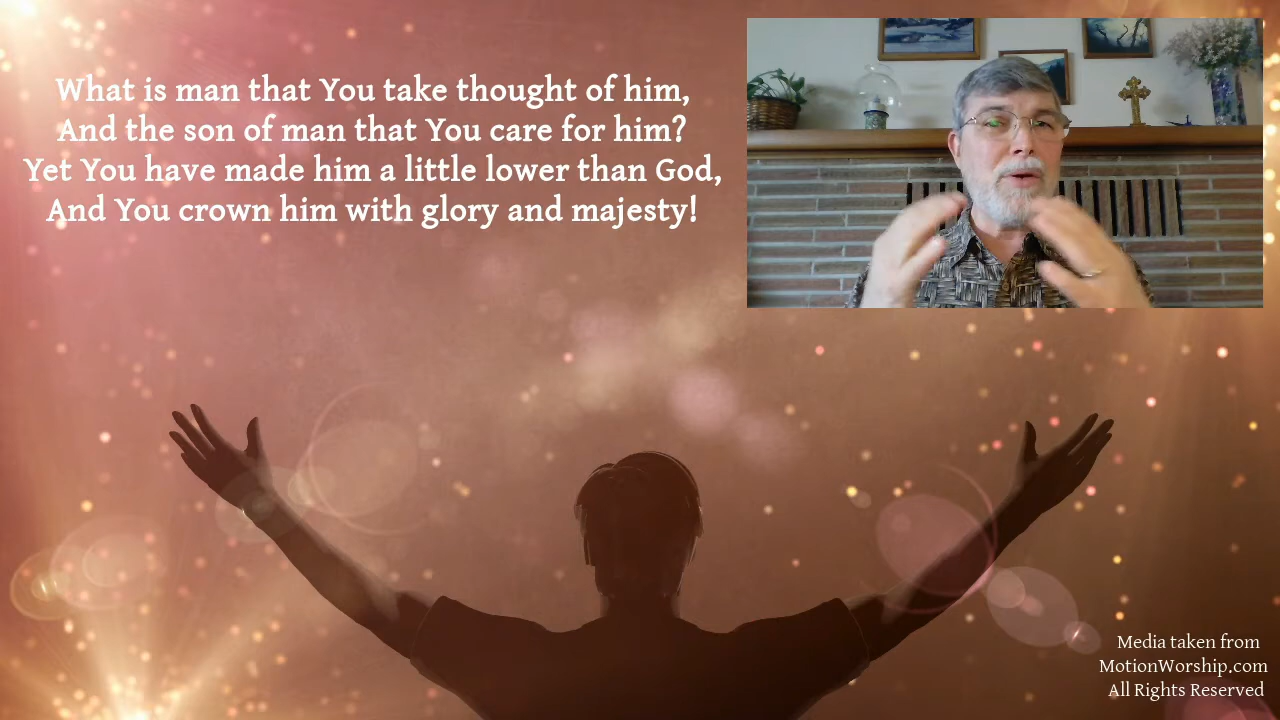 What is man that You take thought of him,
And the son of man that You care for him?
Yet You have made him a little lower than God,
And You crown him with glory and majesty!
Media taken from
MotionWorship.com
All Rights Reserved